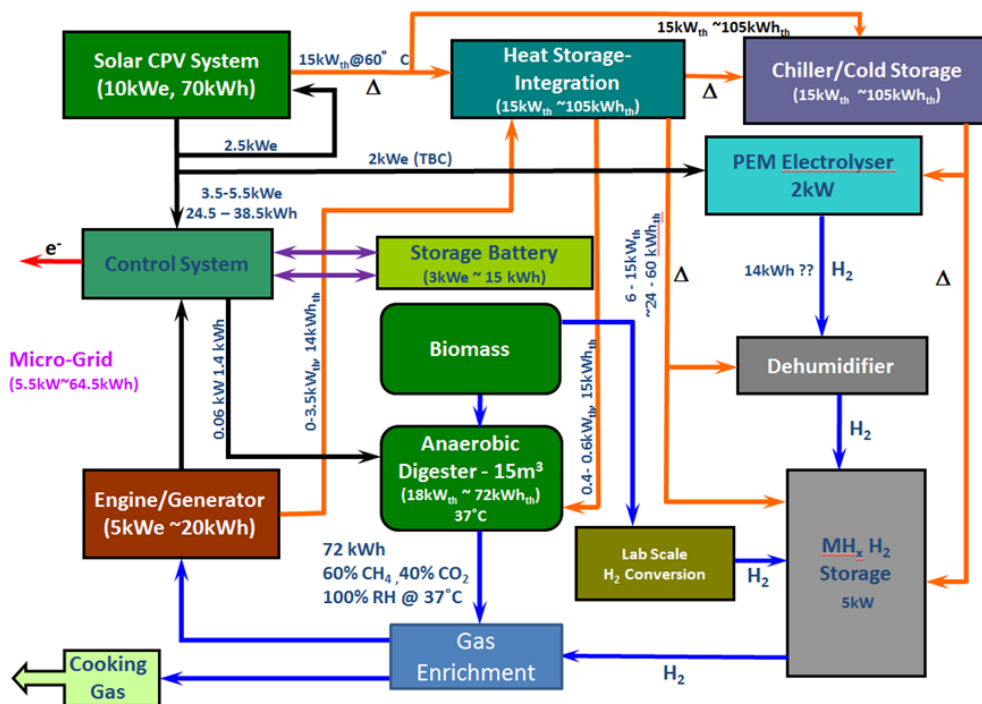 Solar CPV System
(10kWe, 70kWh)
15kWth@60° C
Δ
Heat Storage-
Integration
(15kWth ~105kWhth)
Δ
15kWth ~105kWhth
Chiller/Cold Storage
(15kWth ~105kWhth)
2.5kWe
2kWe (TBC)
PEM Electrolyser
2kW
3.5-5.5kWe
24.5 – 38.5kWh
e-
Control System
Storage Battery
(3kWe ~ 15 kWh)
6 - 15kWth
~24 - 60 kWhth
Δ
14kWh ??
H2
Δ
Micro-Grid
(5.5kW~64.5kWh)
0.06 kW 1.4 kWh
0-3.5kWth, 14kWhth
Biomass
0.4- 0.6kWth, 15kWhth
Dehumidifier
H2
Anaerobic
Digester - 15m³
(18kWth ~ 72kWhth)
37°C
Engine/Generator
(5kWe ~20kWh)
72 kWh
60% CH4 ,40% CO2
100% RH @ 37°C
Lab Scale
H2 Conversion
H2
MHx H2
Storage
5kW
Gas
Enrichment
H2
Cooking
Gas